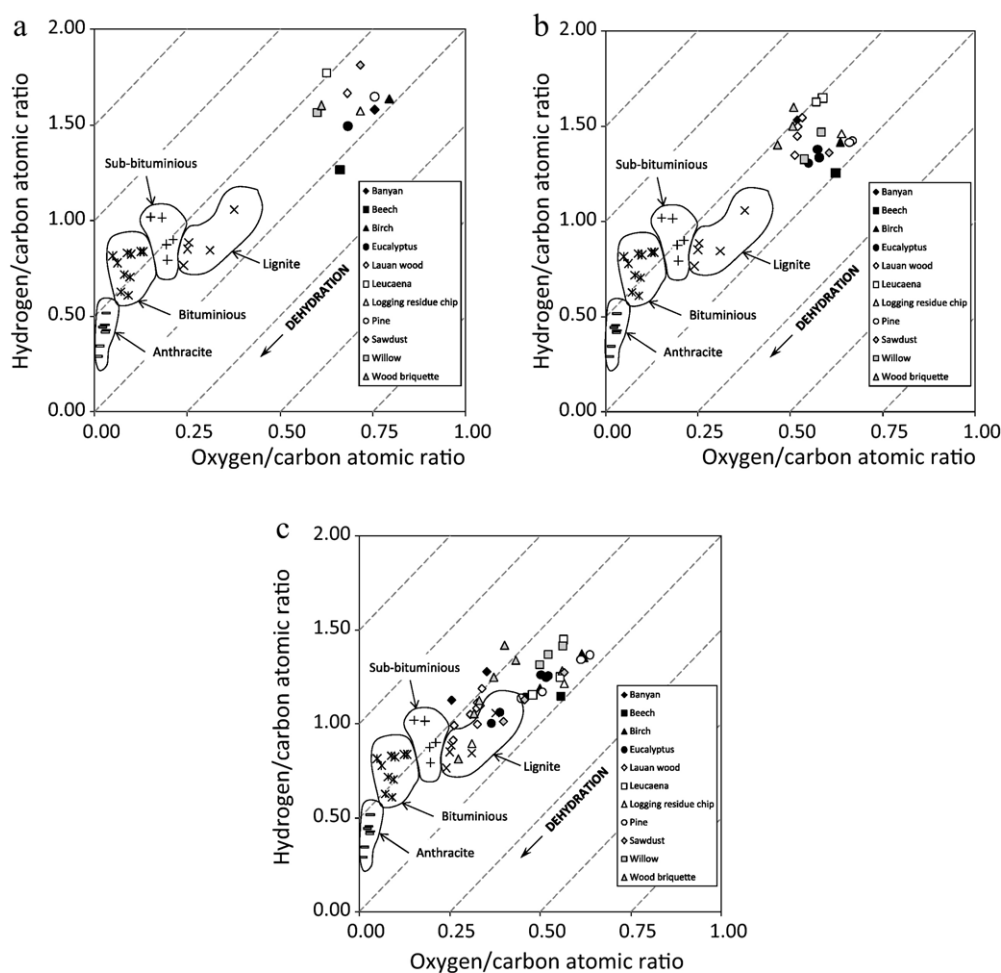 a
Hydrogen/carbon atomic ratio
2.00
1.50
1.00
0.50
0.00
0.00 0.25 0.50 0.75 1.00
Oxygen/carbon atomic ratio
Sub-bituminious
Lignite
Bituminious
Anthracite
DEHYDRATION
Banyan
Beech
Birch
Eucalyptus
Lauan wood
Leucaena
Logging residue chip
Pine
Sawdust
Willow
Wood briquette
b
Hydrogen/carbon atomic ratio
2.00
1.50
1.00
0.50
0.00
0.00 0.25 0.50 0.75 1.00
Oxygen/carbon atomic ratio
Sub-bituminious
Lignite
Bituminious
Anthracite
DEHYDRATION
Banyan
Beech
Birch
Eucalyptus
Lauan wood
Leucaena
Logging residue chip
Pine
Sawdust
Willow
Wood briquette
c
Hydrogen/carbon atomic ratio
2.00
1.50
1.00
0.50
0.00
0.00 0.25 0.50 0.75 1.00
Oxygen/carbon atomic ratio
Sub-bituminious
Lignite
Bituminious
Anthracite
DEHYDRATION
Banyan
Beech
Birch
Eucalyptus
Lauan wood
Leucaena
Logging residue chip
Pine
Sawdust
Willow
Wood briquette